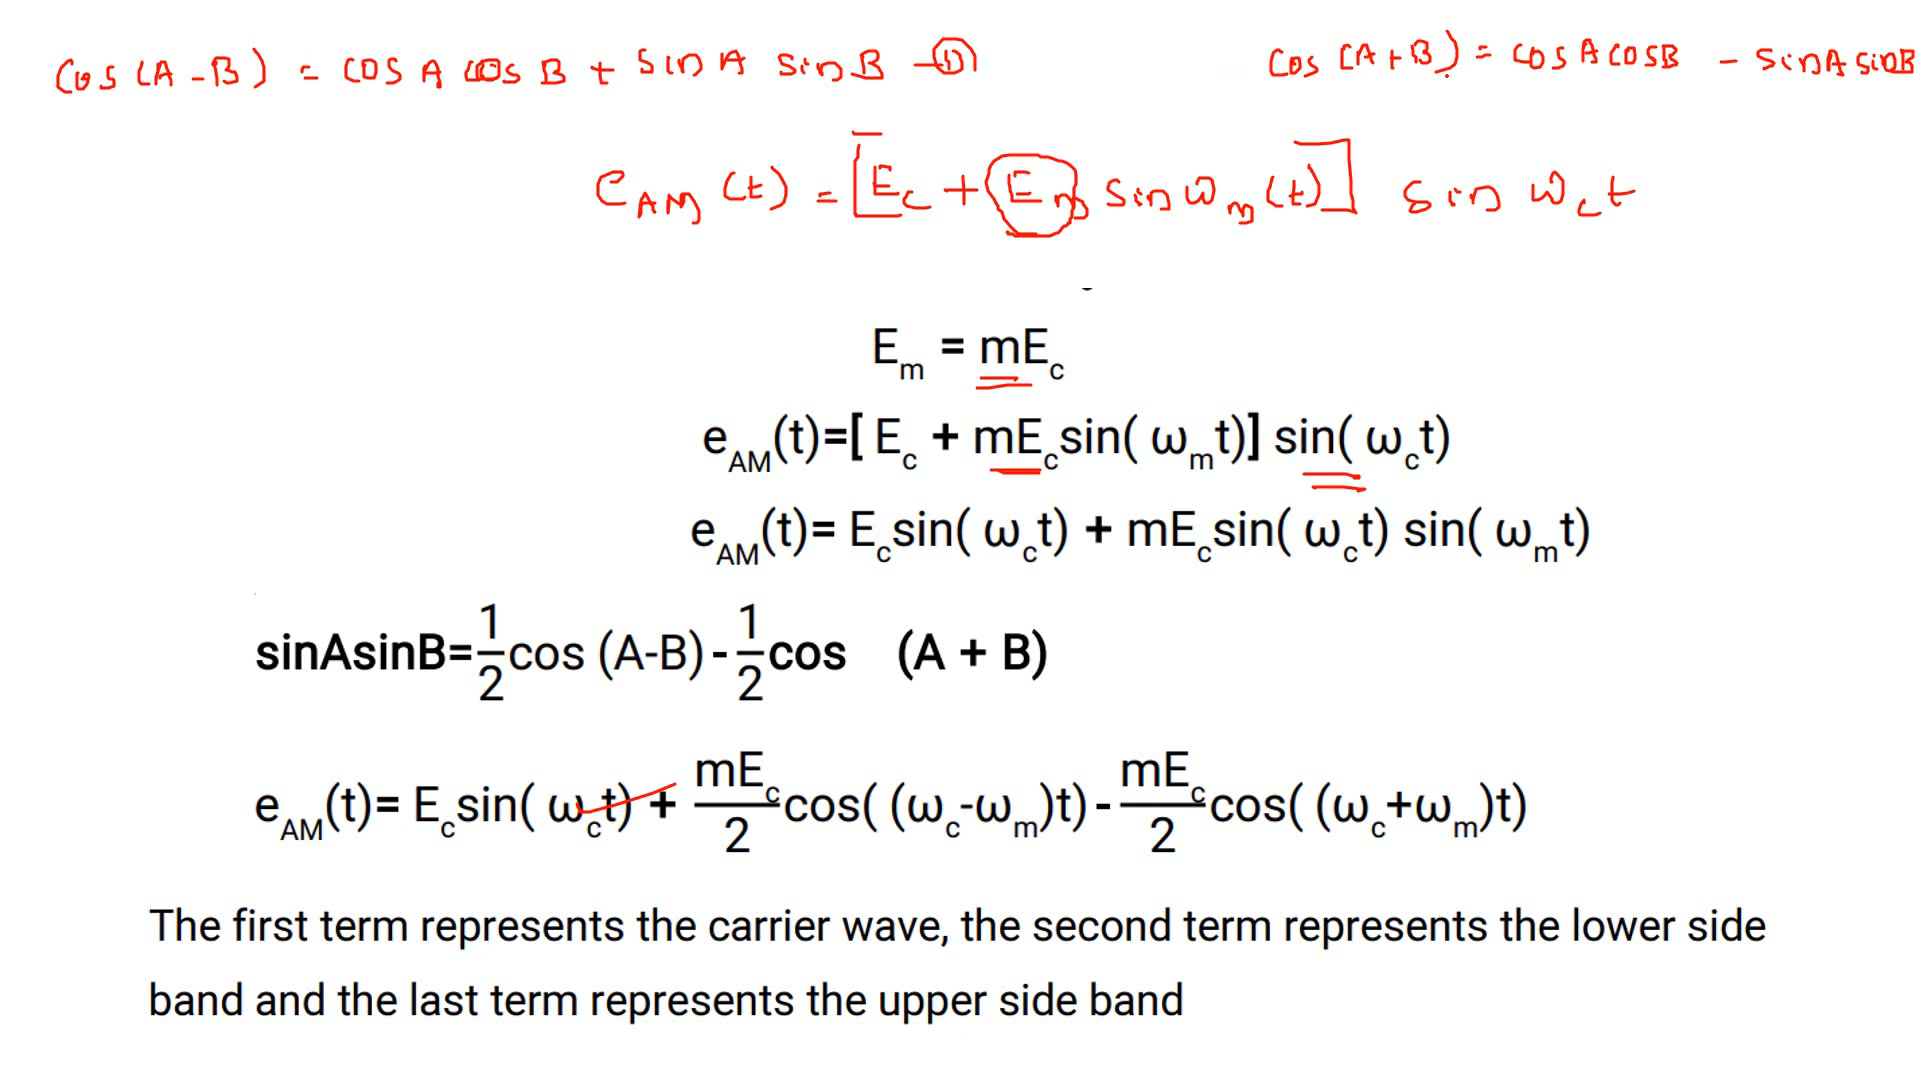 cos (A - B) = cos A cos B + sin A sin B - ①
cos (A + B) = cos A cos B - sin A sin B
e_AM (t) = [E_c + E_m sin ω_m (t)] sin ω_c t
E_m = mE_c
e_AM(t)=[ E_c + mE_c sin( ω_m t)] sin( ω_c t)
e_AM(t)= E_c sin( ω_c t) + mE_c sin( ω_c t) sin( ω_m t)
sinAsinB=1/2 cos (A-B) - 1/2 cos (A + B)
e_AM(t)= E_c sin( ω_c t) + mE_c/2 cos( (ω_c-ω_m)t) - mE_c/2 cos( (ω_c+ω_m)t)
The first term represents the carrier wave, the second term represents the lower side
band and the last term represents the upper side band